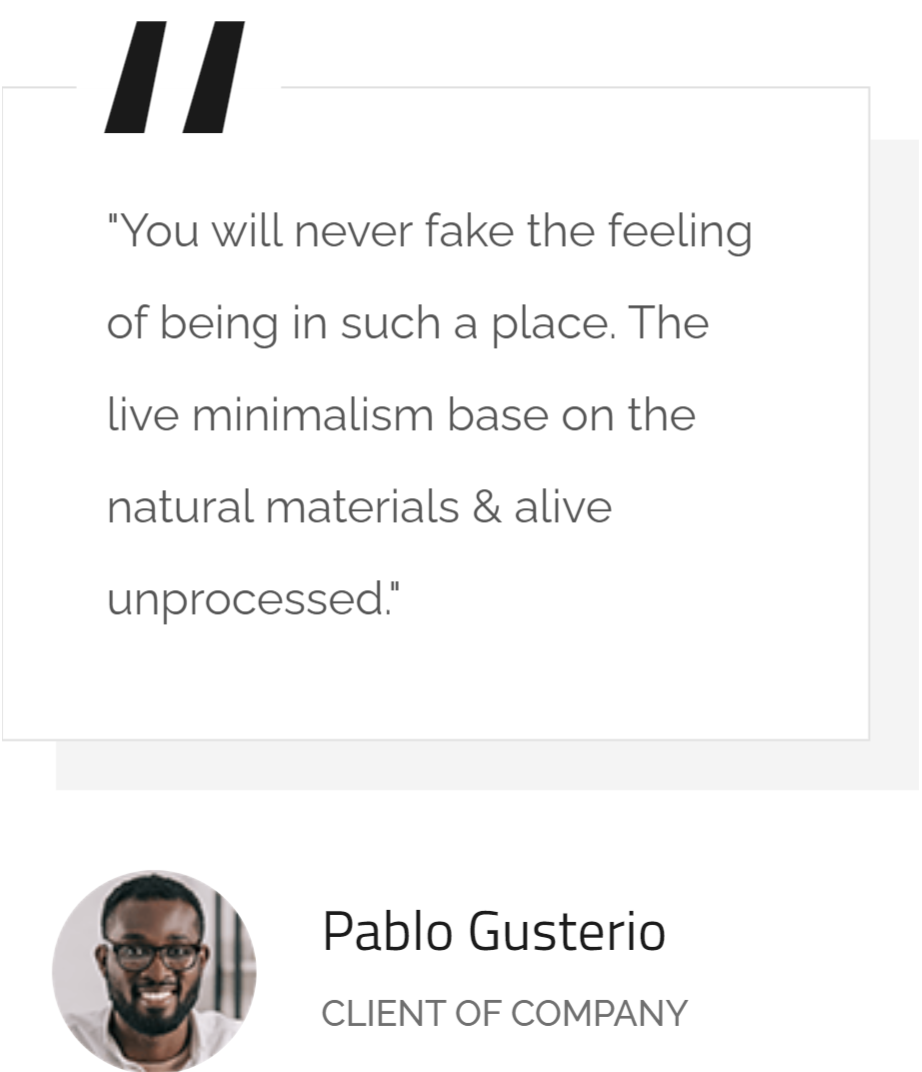 "You will never fake the feeling
of being in such a place. The
live minimalism base on the
natural materials & alive
unprocessed."
Pablo Gusterio
CLIENT OF COMPANY